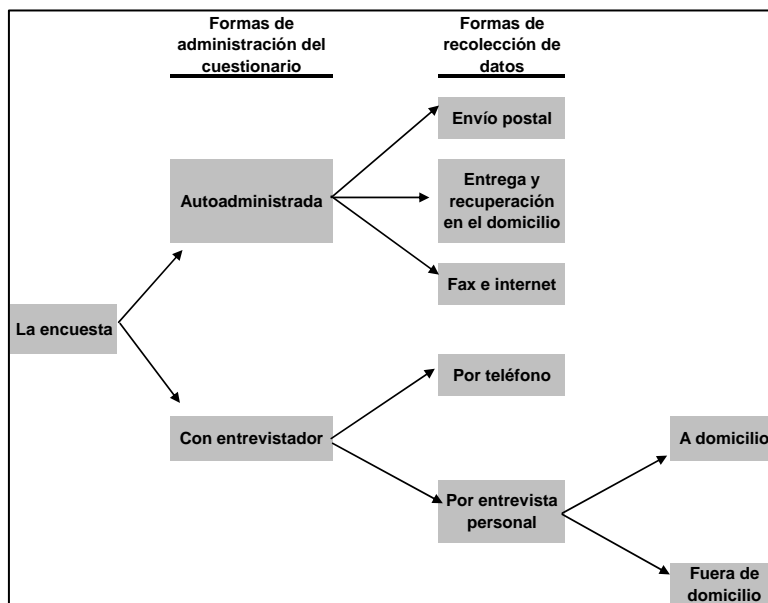 Formas de
administración del
cuestionario
Formas de
recolección de
datos
Envío postal
Autoadministrada
Entrega y
recuperación
en el domicilio
Fax e internet
La encuesta
Por teléfono
Con entrevistador
A domicilio
Por entrevista
personal
Fuera de
domicilio